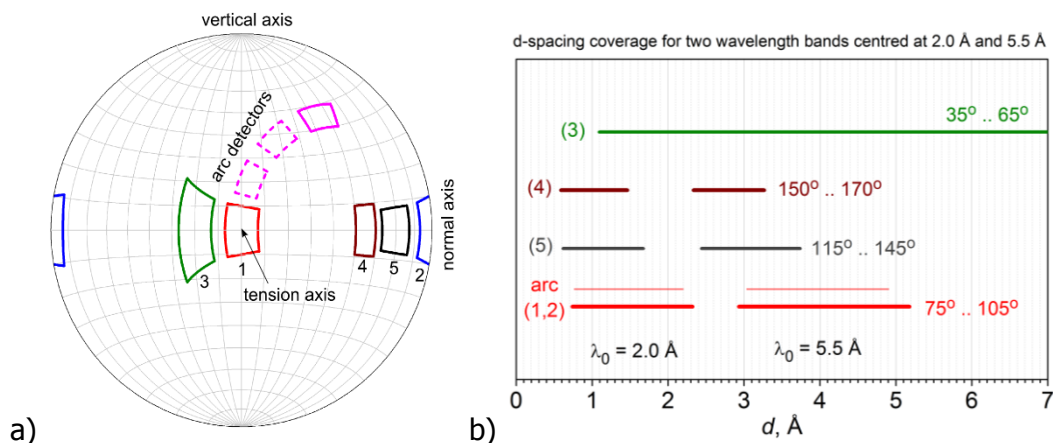 vertical axis
arc detectors
normal axis
3
1
4
5
2
tension axis
a)
d-spacing coverage for two wavelength bands centred at 2.0 Å and 5.5 Å
(3)
35° .. 65°
(4)
150° .. 170°
(5)
115° .. 145°
arc
(1,2)
75° .. 105°
λ₀ = 2.0 Å
λ₀ = 5.5 Å
0 1 2 3 4 5 6 7
d, Å
b)